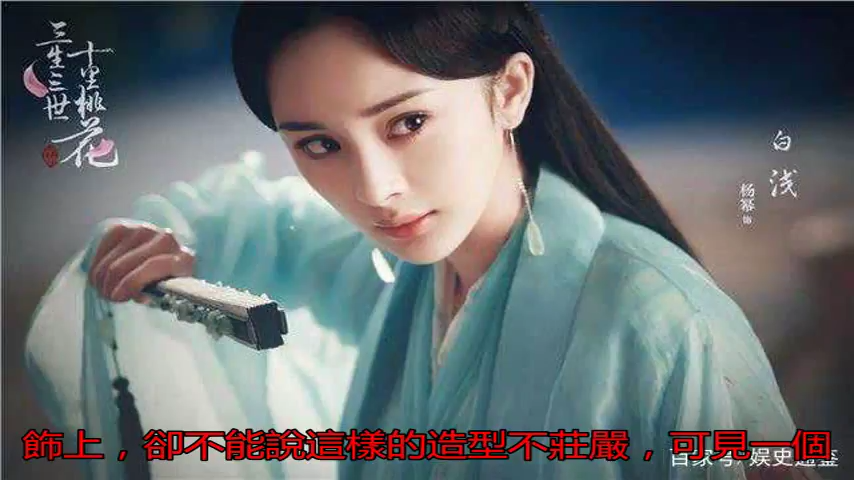 三生三世
十里桃花
白浅
杨幂 饰
飾上，卻不能說這樣的造型不莊嚴，可見一個
百家号/娱史通鉴